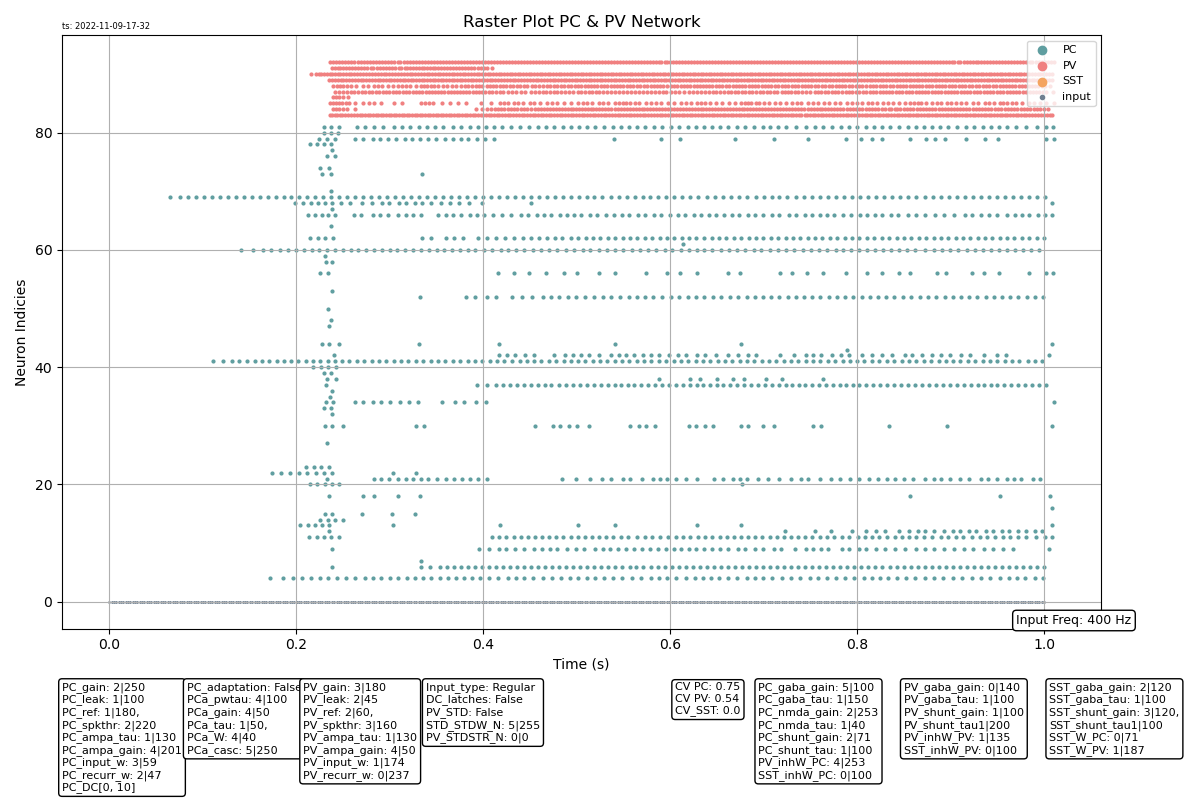 ts: 2022-11-09-17-32
Raster Plot PC & PV Network
PC
PV
SST
input
Neuron Indicies
80
60
40
20
0
0.0
0.2
0.4
0.6
0.8
1.0
Time (s)
Input Freq: 400 Hz
PC_gain: 2|250
PC_leak: 1|100
PC_ref: 1|180,
PC_spkthr: 2|220
PC_ampa_tau: 1|130
PC_ampa_gain: 4|201
PC_input_w: 3|59
PC_recurr_w: 2|47
PC_DC[0, 10]
PC_adaptation: False
PCa_pwtau: 4|100
PCa_gain: 4|50
PCa_tau: 1|50,
PCa_W: 4|40
PCa_casc: 5|250
PV_gain: 3|180
PV_leak: 2|45
PV_ref: 2|60,
PV_spkthr: 3|160
PV_ampa_tau: 1|130
PV_ampa_gain: 4|50
PV_input_w: 1|174
PV_recurr_w: 0|237
Input_type: Regular
DC_latches: False
PV_STD: False
STD_STDW_N: 5|255
PV_STDSTR_N: 0|0
CV PC: 0.75
CV PV: 0.54
CV_SST: 0.0
PC_gaba_gain: 5|100
PC_gaba_tau: 1|150
PC_nmda_gain: 2|253
PC_nmda_tau: 1|40
PC_shunt_gain: 2|71
PC_shunt_tau: 1|100
PV_inhW_PC: 4|253
SST_inhW_PC: 0|100
PV_gaba_gain: 0|140
PV_gaba_tau: 1|100
PV_shunt_gain: 1|100
PV_shunt_tau1|200
PV_inhW_PV: 1|135
SST_inhW_PV: 0|100
SST_gaba_gain: 2|120
SST_gaba_tau: 1|100
SST_shunt_gain: 3|120,
SST_shunt_tau1|100
SST_W_PC: 0|71
SST_W_PV: 1|187